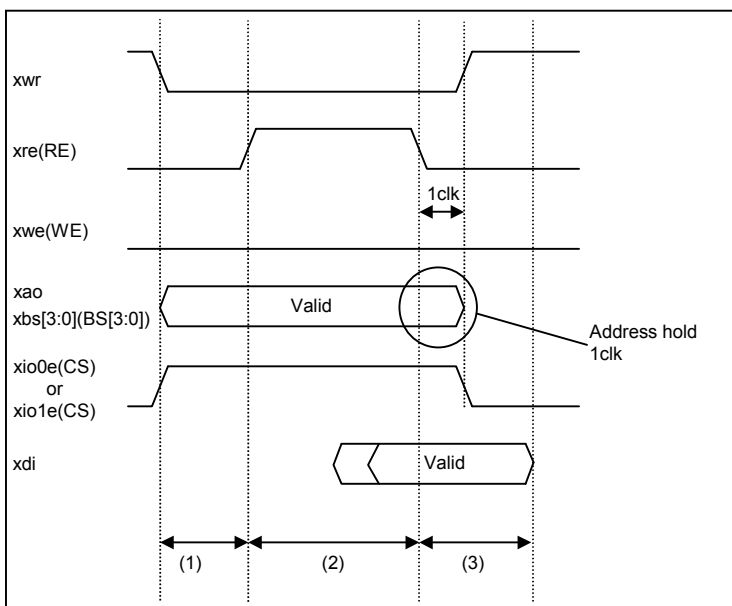 xwr
xre(RE)
1clk
xwe(WE)
xao
Valid
xbs[3:0](BS[3:0])
Address hold
1clk
xio0e(CS)
or
xio1e(CS)
xdi
Valid
(1)
(2)
(3)